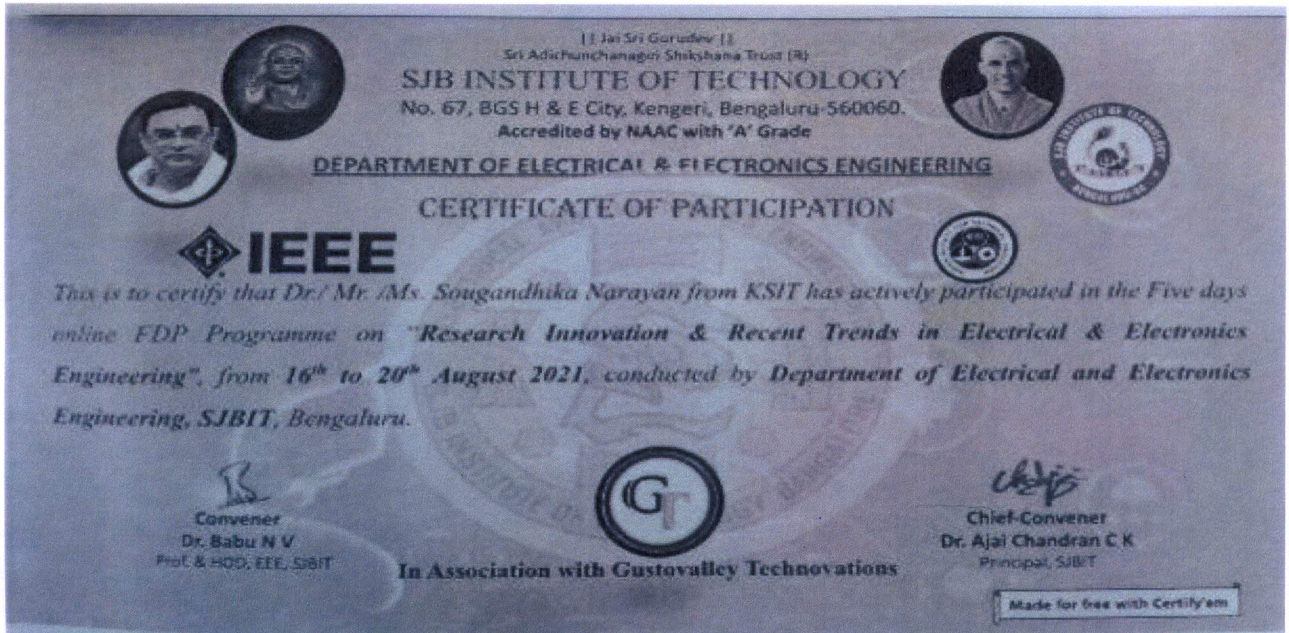 || Jai Sri Gurudev ||
Sri Adichunchanagiri Shikshana Trust (R)
SJB INSTITUTE OF TECHNOLOGY
No. 67, BGS H & E City, Kengeri, Bengaluru-560060.
Accredited by NAAC with 'A' Grade
DEPARTMENT OF ELECTRICAL & ELECTRONICS ENGINEERING
SJB INSTITUTE OF TECHNOLOGY
CERTIFICATE OF PARTICIPATION
IEEE
This is to certify that Dr./ Mr. /Ms. Sougandhika Narayan from KSIT has actively participated in the Five days
online FDP Programme on "Research Innovation & Recent Trends in Electrical & Electronics
Engineering", from 16th to 20th August 2021, conducted by Department of Electrical and Electronics
Engineering, SJBIT, Bengaluru.
GT
Convener
Dr. Babu N V
Prof. & HOD, EEE, SJBIT
Chief-Convener
Dr. Ajai Chandran C K
Principal, SJBIT
In Association with Gustovalley Technovations
Made for free with Certify'em